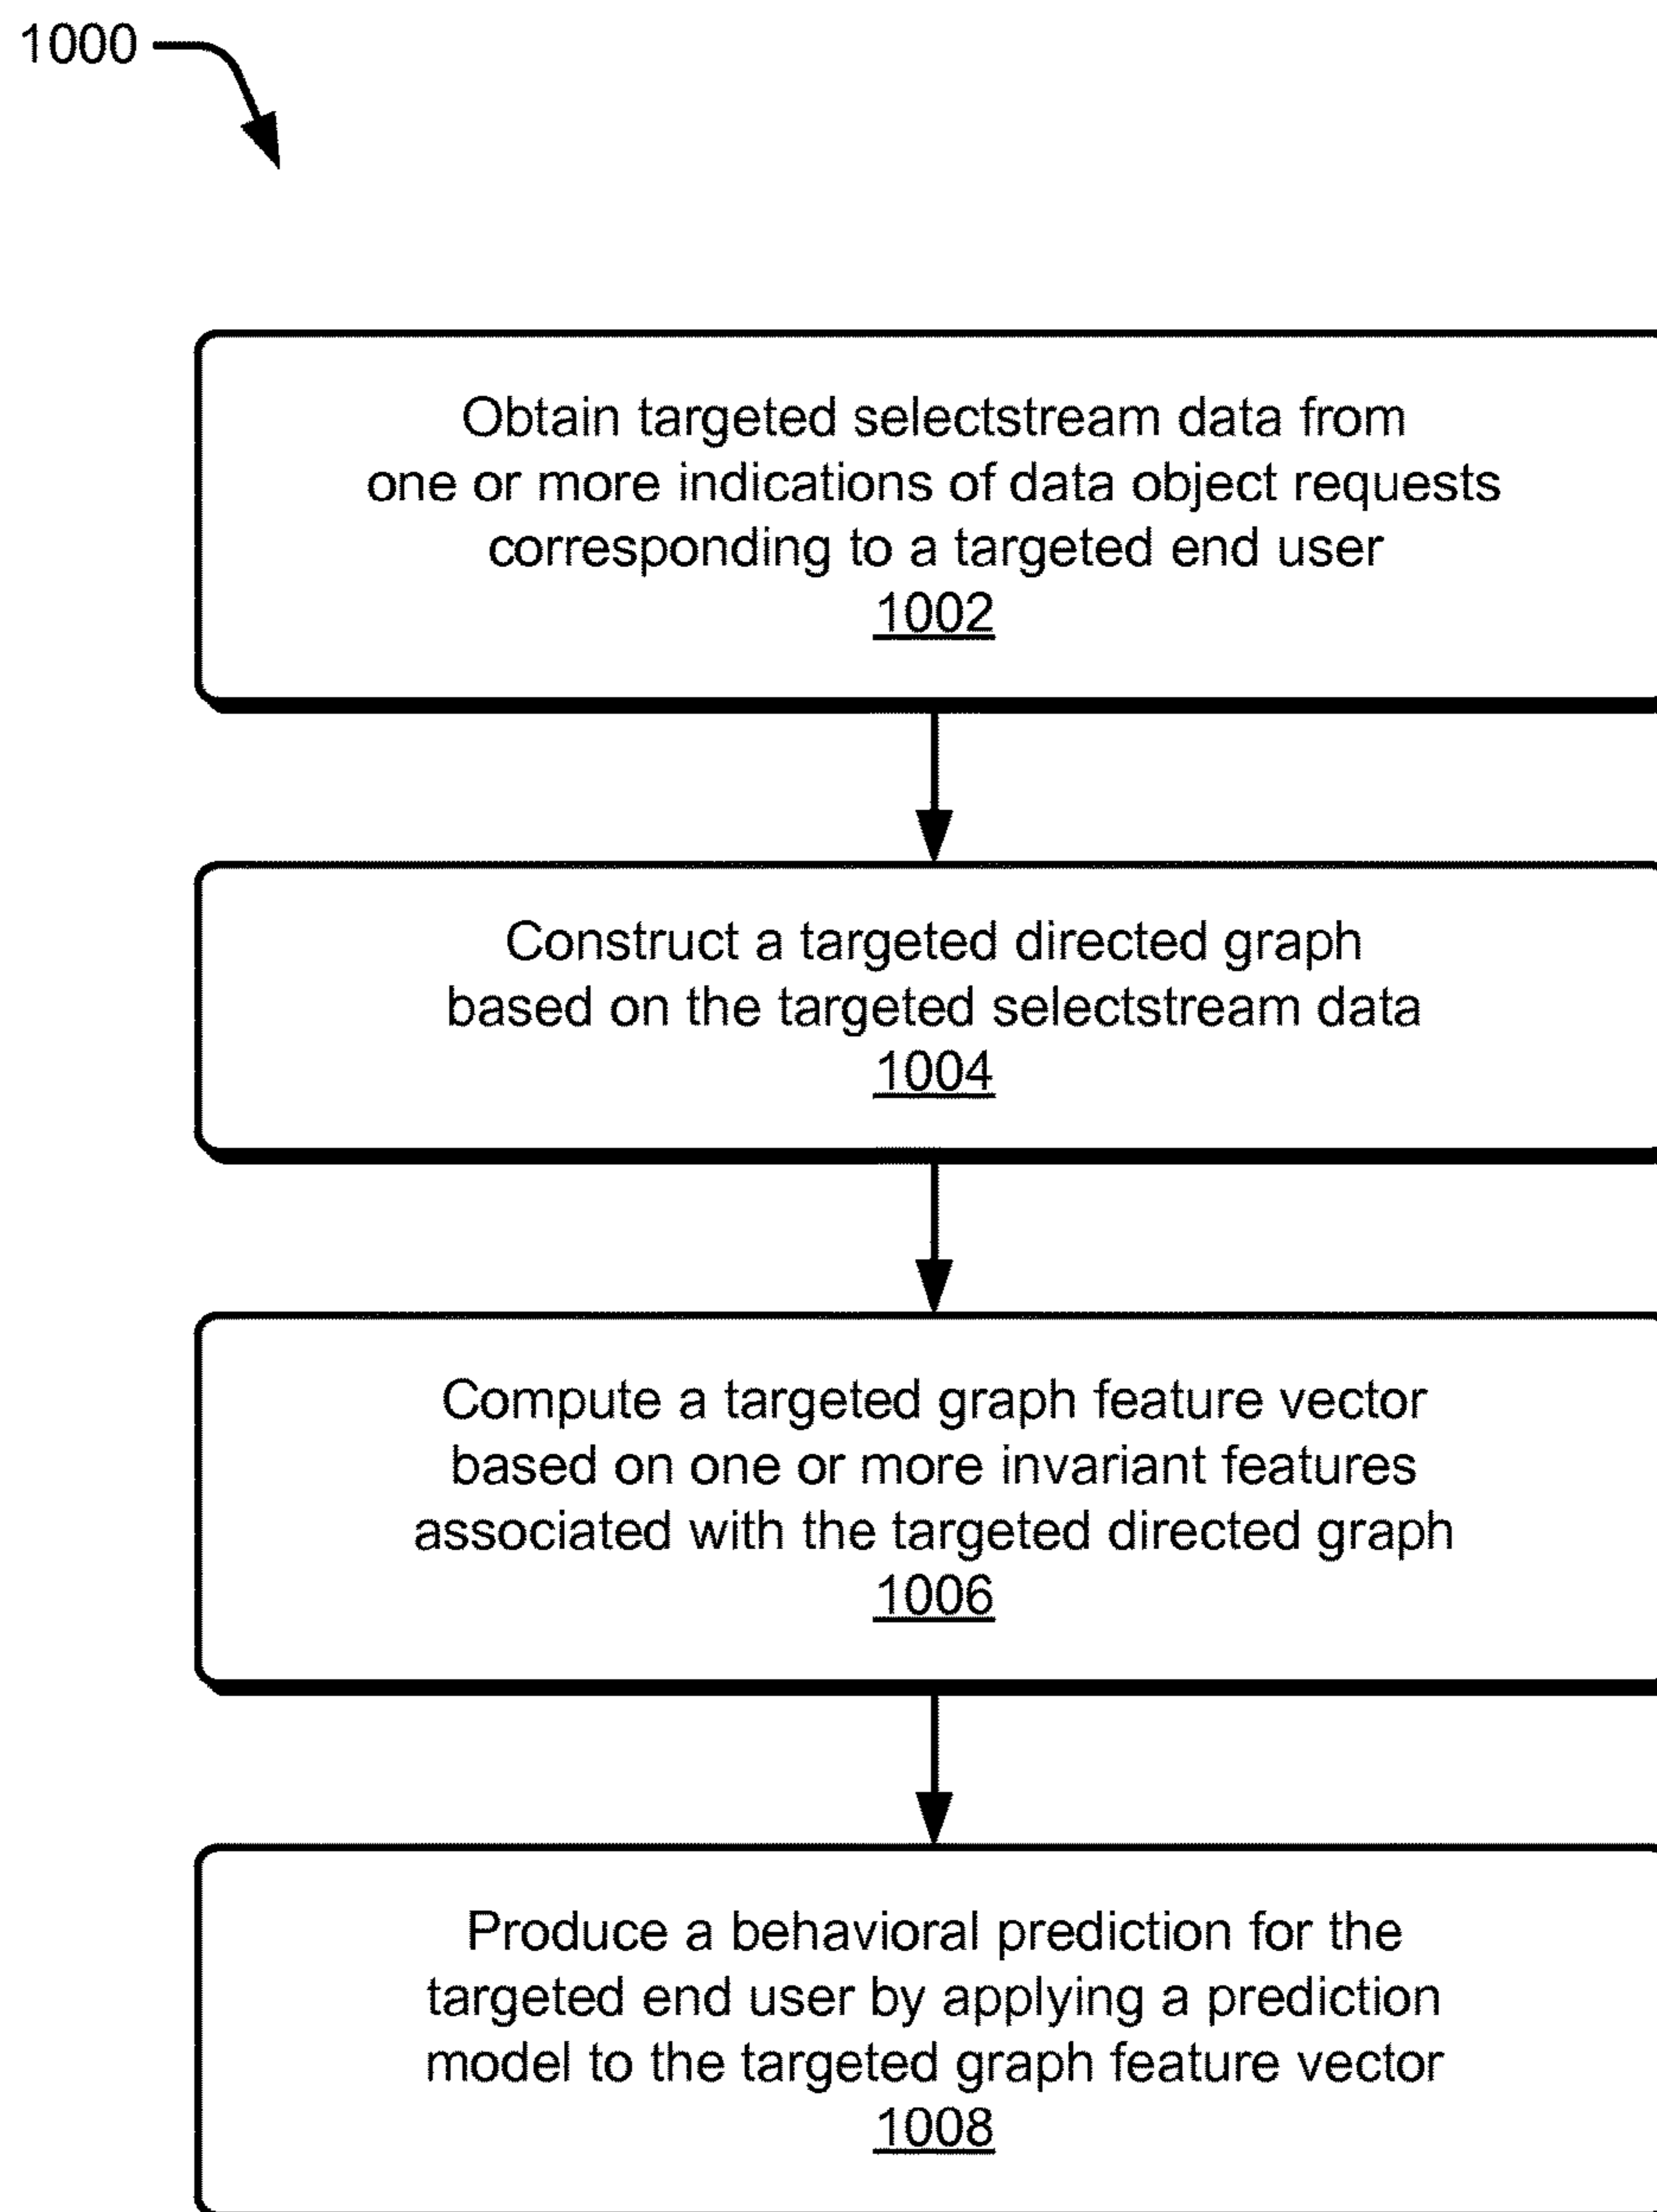 1000
Obtain targeted selectstream data from
one or more indications of data object requests
corresponding to a targeted end user
1002
Construct a targeted directed graph
based on the targeted selectstream data
1004
Compute a targeted graph feature vector
based on one or more invariant features
associated with the targeted directed graph
1006
Produce a behavioral prediction for the
targeted end user by applying a prediction
model to the targeted graph feature vector
1008